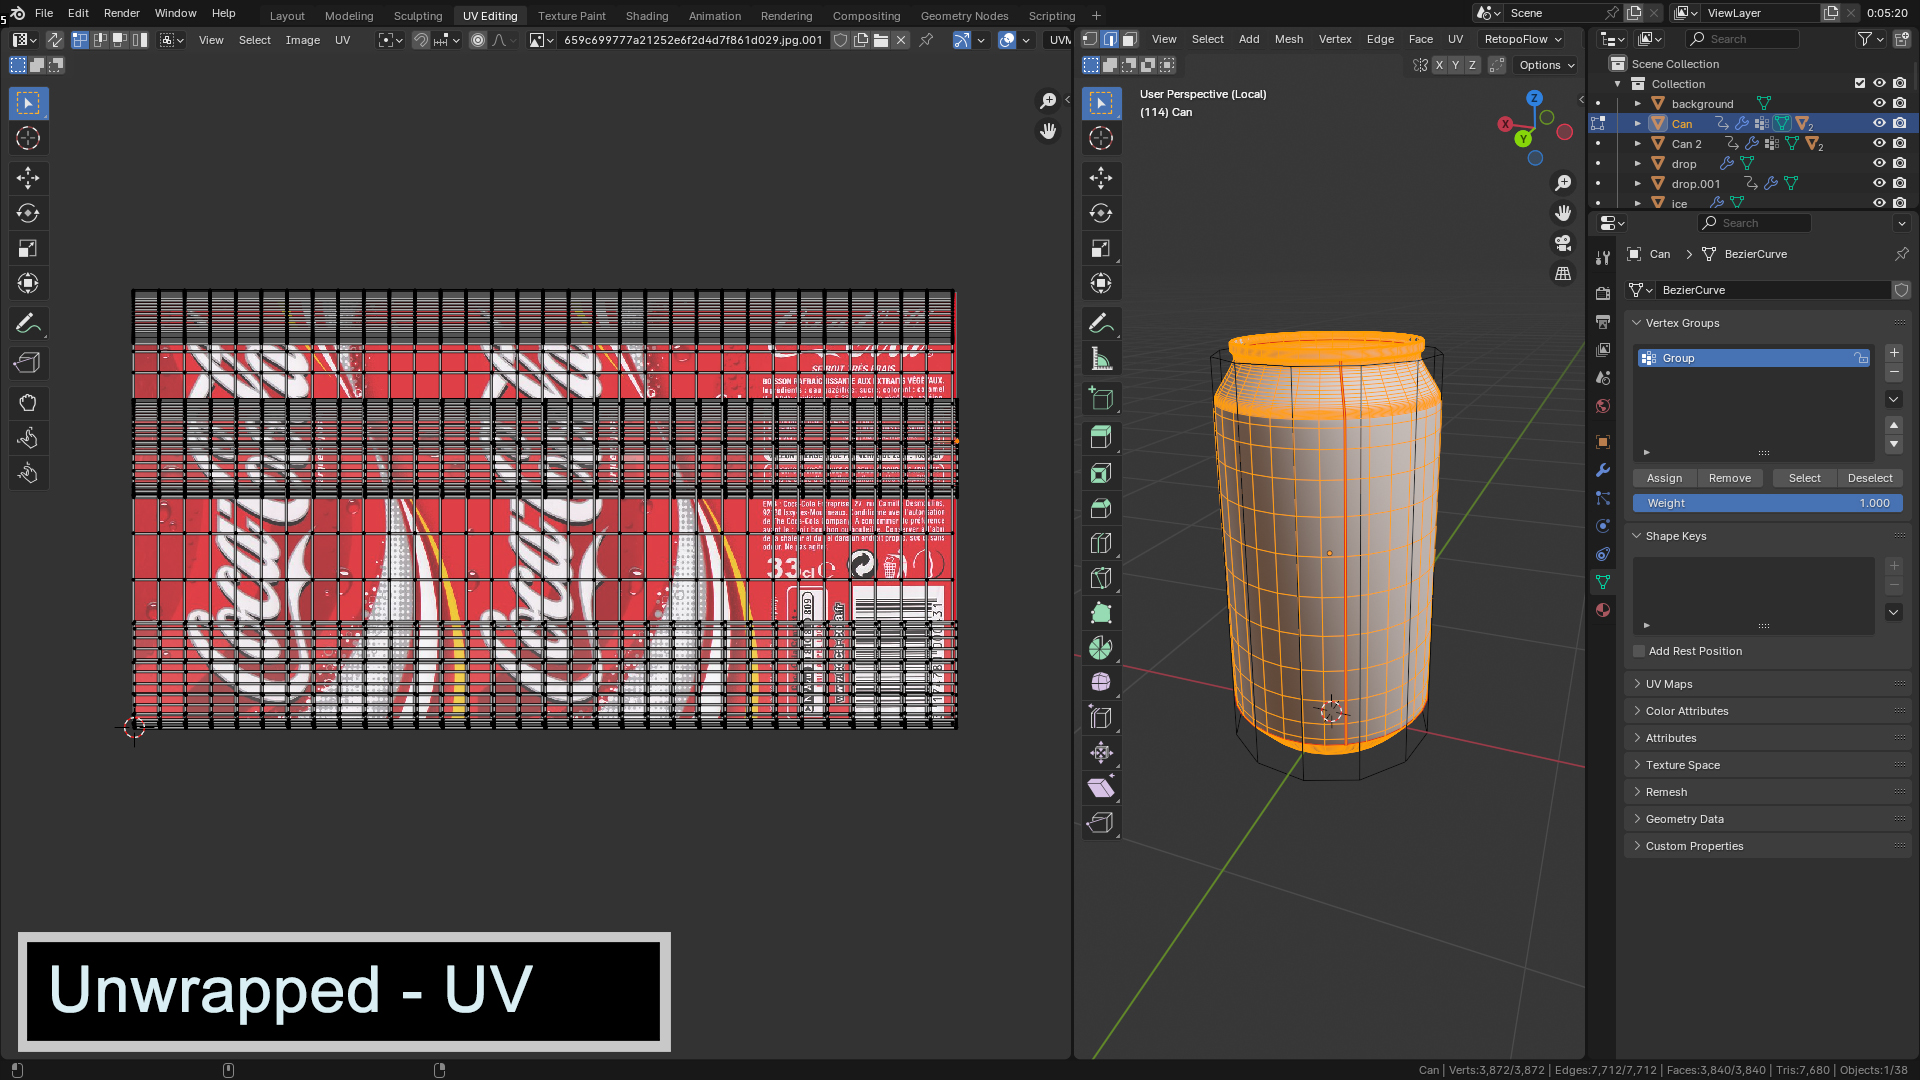 File Edit Render Window Help Layout Modeling Sculpting UV Editing Texture Paint Shading Animation Rendering Compositing Geometry Nodes Scripting + Scene ViewLayer 0:05:20
View Select Image UV 659c699777a21252e6f2d4d7f861d029.jpg.001 UVM View Select Add Mesh Vertex Edge Face UV RetopoFlow Search
X Y Z Options
Scene Collection
Collection
background
Can 2
Can 2 2
drop
drop.001
ice
User Perspective (Local)
(114) Can
Z
X
Y
Search
Can > BezierCurve
BezierCurve
Vertex Groups
Group
Assign Remove Select Deselect
Weight 1.000
Shape Keys
Add Rest Position
UV Maps
Color Attributes
Attributes
Texture Space
Remesh
Geometry Data
Custom Properties
33cl
Unwrapped - UV
Can | Verts:3,872/3,872 | Edges:7,712/7,712 | Faces:3,840/3,840 | Tris:7,680 | Objects:1/38